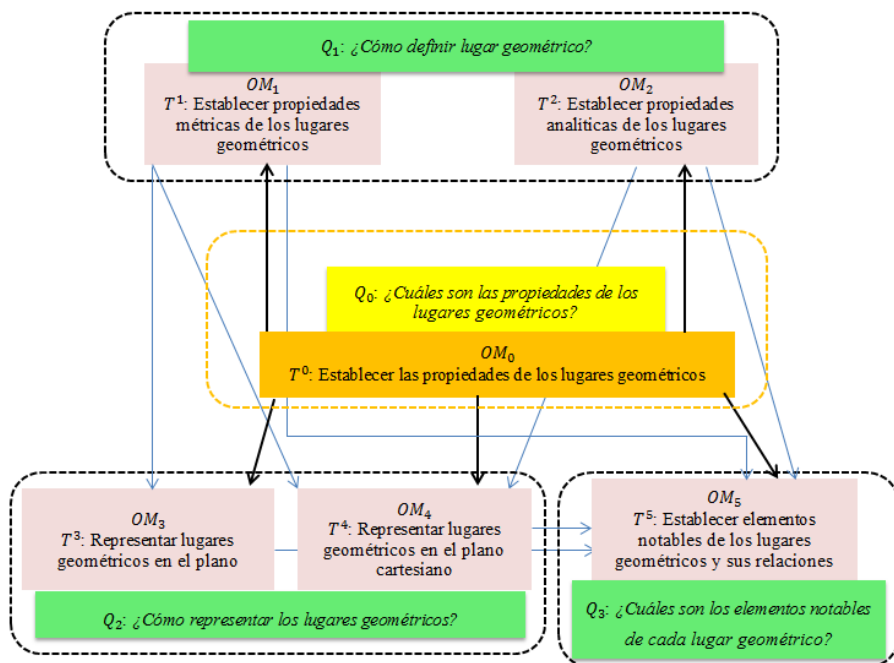 Q₁: ¿Cómo definir lugar geométrico?
OM₁
T¹: Establecer propiedades
métricas de los lugares
geométricos
OM₂
T²: Establecer propiedades
analíticas de los lugares
geométricos
Q₀: ¿Cuáles son las propiedades de los
lugares geométricos?
OM₀
T⁰: Establecer las propiedades de los lugares geométricos
OM₃
T³: Representar lugares
geométricos en el plano
OM₄
T⁴: Representar lugares
geométricos en el plano
cartesiano
OM₅
T⁵: Establecer elementos
notables de los lugares
geométricos y sus relaciones
Q₂: ¿Cómo representar los lugares geométricos?
Q₃: ¿Cuáles son los elementos notables
de cada lugar geométrico?